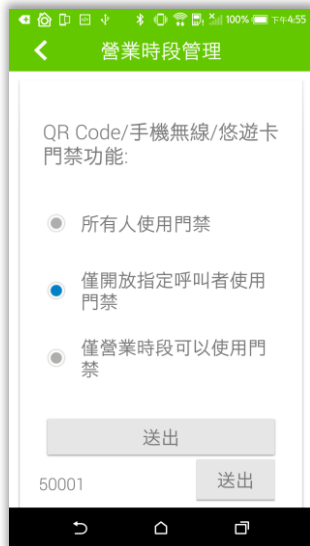 100% 下午4:55
營業時段管理
QR Code/手機無線/悠遊卡
門禁功能:
所有人使用門禁
僅開放指定呼叫者使用
門禁
僅營業時段可以使用門
禁
送出
50001 送出